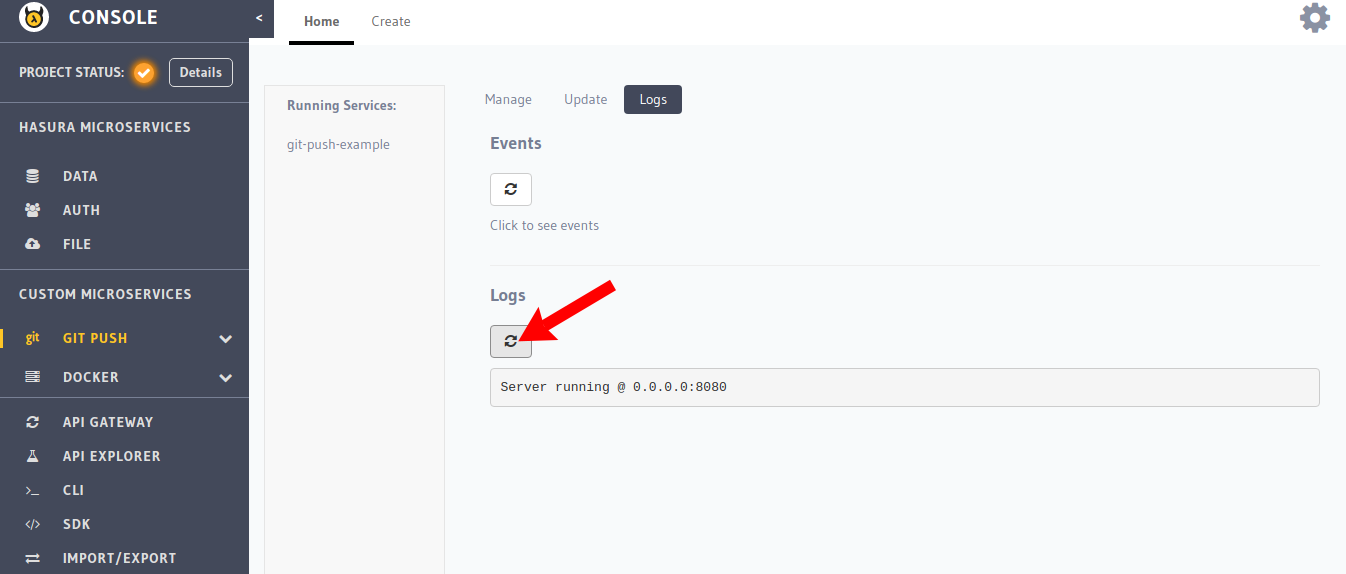 CONSOLE
<
PROJECT STATUS:
Details
HASURA MICROSERVICES
DATA
AUTH
FILE
CUSTOM MICROSERVICES
git GIT PUSH
DOCKER
API GATEWAY
API EXPLORER
>_ CLI
</> SDK
IMPORT/EXPORT
Home
Create
Running Services:
git-push-example
Manage
Update
Logs
Events
Click to see events
Logs
Server running @ 0.0.0.0:8080